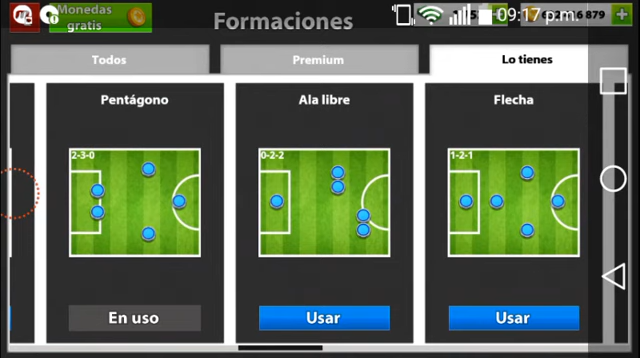 Monedas
gratis
Formaciones
09:17 p.m.
Todos
Premium
Lo tienes
Pentágono
Ala libre
Flecha
2-3-0
0-2-2
1-2-1
En uso
Usar
Usar